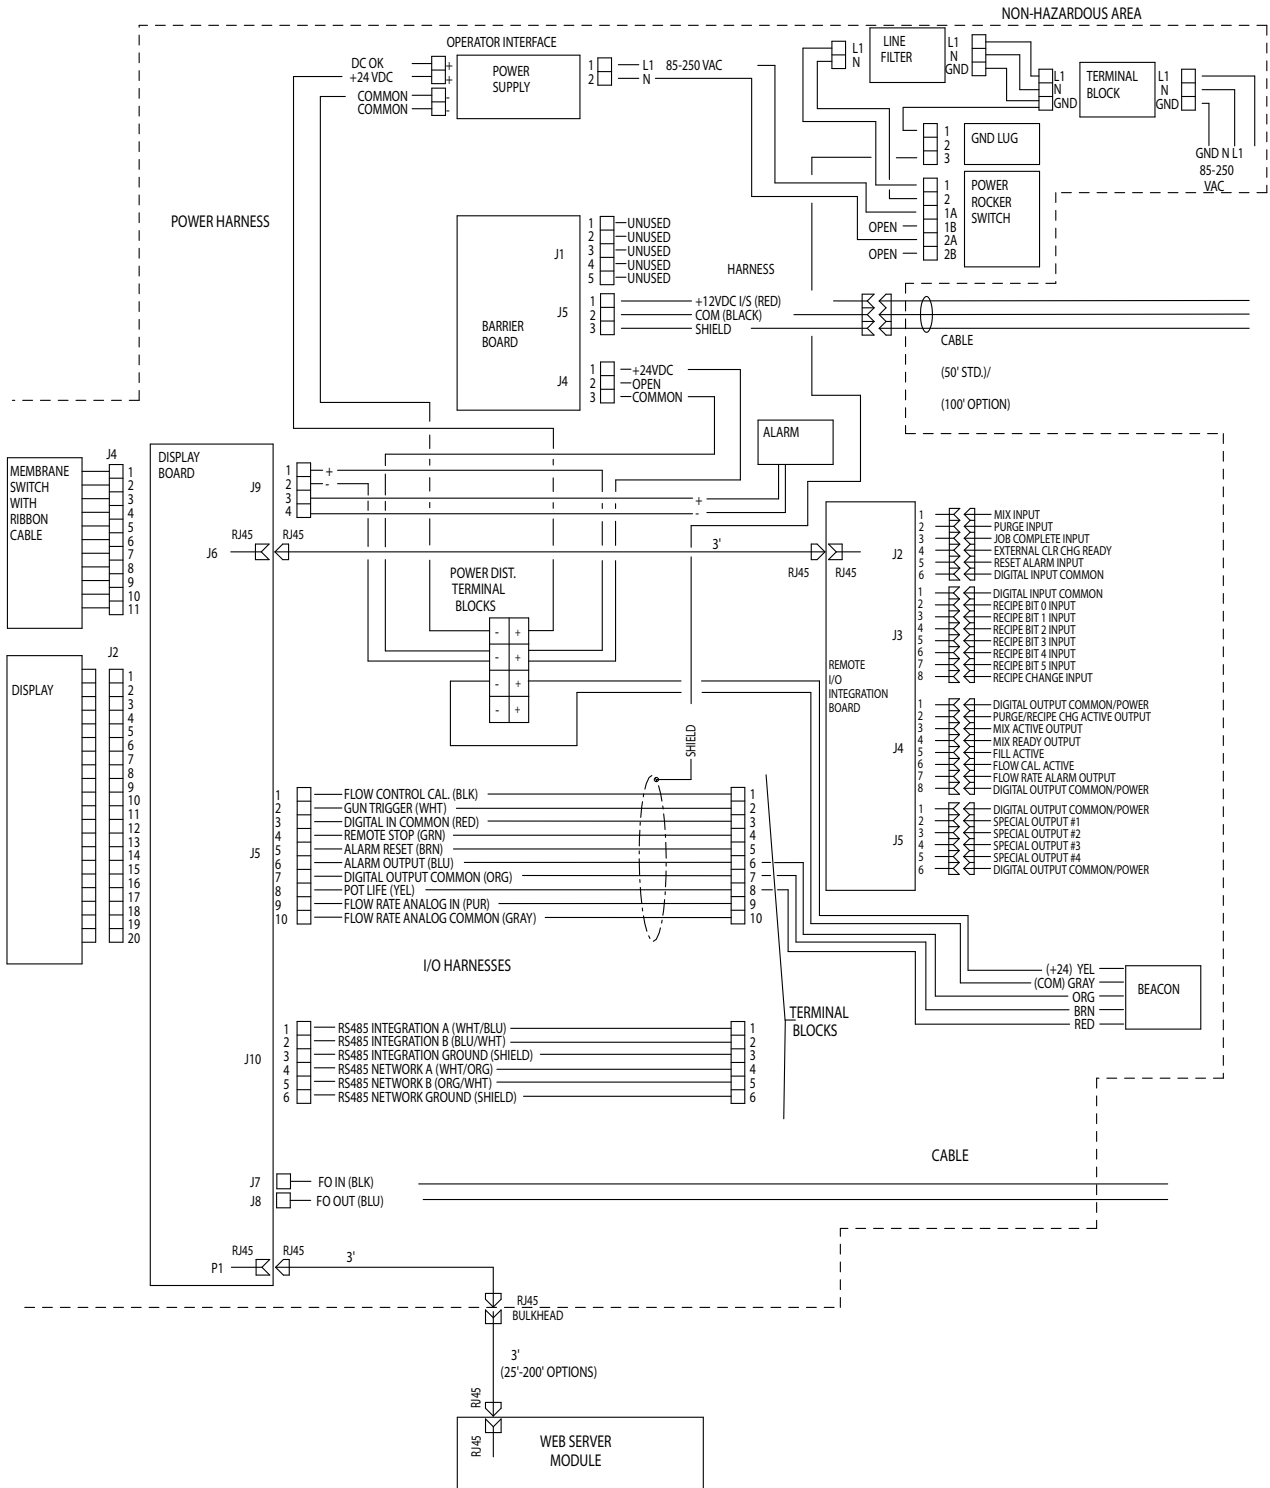 NON-HAZARDOUS AREA
OPERATOR INTERFACE
DC OK
+24 VDC
COMMON
COMMON
+
+
-
-
POWER
SUPPLY
1
2
L1 85-250 VAC
N
L1
N
LINE
FILTER
L1
N
GND
L1
N
GND
TERMINAL
BLOCK
L1
N
GND
GND N L1
85-250
VAC
1
2
3
GND LUG
1
2
1A
1B
2A
2B
OPEN
OPEN
POWER
ROCKER
SWITCH
POWER HARNESS
BARRIER
BOARD
J1
1
2
3
4
5
UNUSED
UNUSED
UNUSED
UNUSED
UNUSED
HARNESS
J5
1
2
3
+12VDC I/S (RED)
COM (BLACK)
SHIELD
CABLE
(50' STD.)/
(100' OPTION)
J4
1
2
3
+24VDC
OPEN
COMMON
ALARM
MEMBRANE
SWITCH
WITH
RIBBON
CABLE
J4
1
2
3
4
5
6
7
8
9
10
11
DISPLAY
BOARD
J9
1
2
3
4
+
-
+
-
J6
RJ45
RJ45
3'
RJ45
RJ45
POWER DIST.
TERMINAL
BLOCKS
- +
- +
- +
- +
SHIELD
DISPLAY
J2
1
2
3
4
5
6
7
8
9
10
11
12
13
14
15
16
17
18
19
20
REMOTE
I/O
INTEGRATION
BOARD
J2
1 MIX INPUT
2 PURGE INPUT
3 JOB COMPLETE INPUT
4 EXTERNAL CLR CHG READY
5 RESET ALARM INPUT
6 DIGITAL INPUT COMMON
J3
1 DIGITAL INPUT COMMON
2 RECIPE BIT 0 INPUT
3 RECIPE BIT 1 INPUT
4 RECIPE BIT 2 INPUT
5 RECIPE BIT 3 INPUT
6 RECIPE BIT 4 INPUT
7 RECIPE BIT 5 INPUT
8 RECIPE CHANGE INPUT
J4
1 DIGITAL OUTPUT COMMON/POWER
2 PURGE/RECIPE CHG ACTIVE OUTPUT
3 MIX ACTIVE OUTPUT
4 MIX READY OUTPUT
5 FILL ACTIVE
6 FLOW CAL. ACTIVE
7 FLOW RATE ALARM OUTPUT
8 DIGITAL OUTPUT COMMON/POWER
J5
1 DIGITAL OUTPUT COMMON/POWER
2 SPECIAL OUTPUT #1
3 SPECIAL OUTPUT #2
4 SPECIAL OUTPUT #3
5 SPECIAL OUTPUT #4
6 DIGITAL OUTPUT COMMON/POWER
J5
1 FLOW CONTROL CAL. (BLK) 1
2 GUN TRIGGER (WHT) 2
3 DIGITAL IN COMMON (RED) 3
4 REMOTE STOP (GRN) 4
5 ALARM RESET (BRN) 5
6 ALARM OUTPUT (BLU) 6
7 DIGITAL OUTPUT COMMON (ORG) 7
8 POT LIFE (YEL) 8
9 FLOW RATE ANALOG IN (PUR) 9
10 FLOW RATE ANALOG COMMON (GRAY) 10
I/O HARNESSES
TERMINAL
BLOCKS
(+24) YEL
(COM) GRAY
ORG
BRN
RED
BEACON
J10
1 RS485 INTEGRATION A (WHT/BLU) 1
2 RS485 INTEGRATION B (BLU/WHT) 2
3 RS485 INTEGRATION GROUND (SHIELD) 3
4 RS485 NETWORK A (WHT/ORG) 4
5 RS485 NETWORK B (ORG/WHT) 5
6 RS485 NETWORK GROUND (SHIELD) 6
CABLE
J7 FO IN (BLK)
J8 FO OUT (BLU)
P1
RJ45
RJ45
3'
RJ45
BULKHEAD
3'
(25'-200' OPTIONS)
RJ45
RJ45
WEB SERVER
MODULE